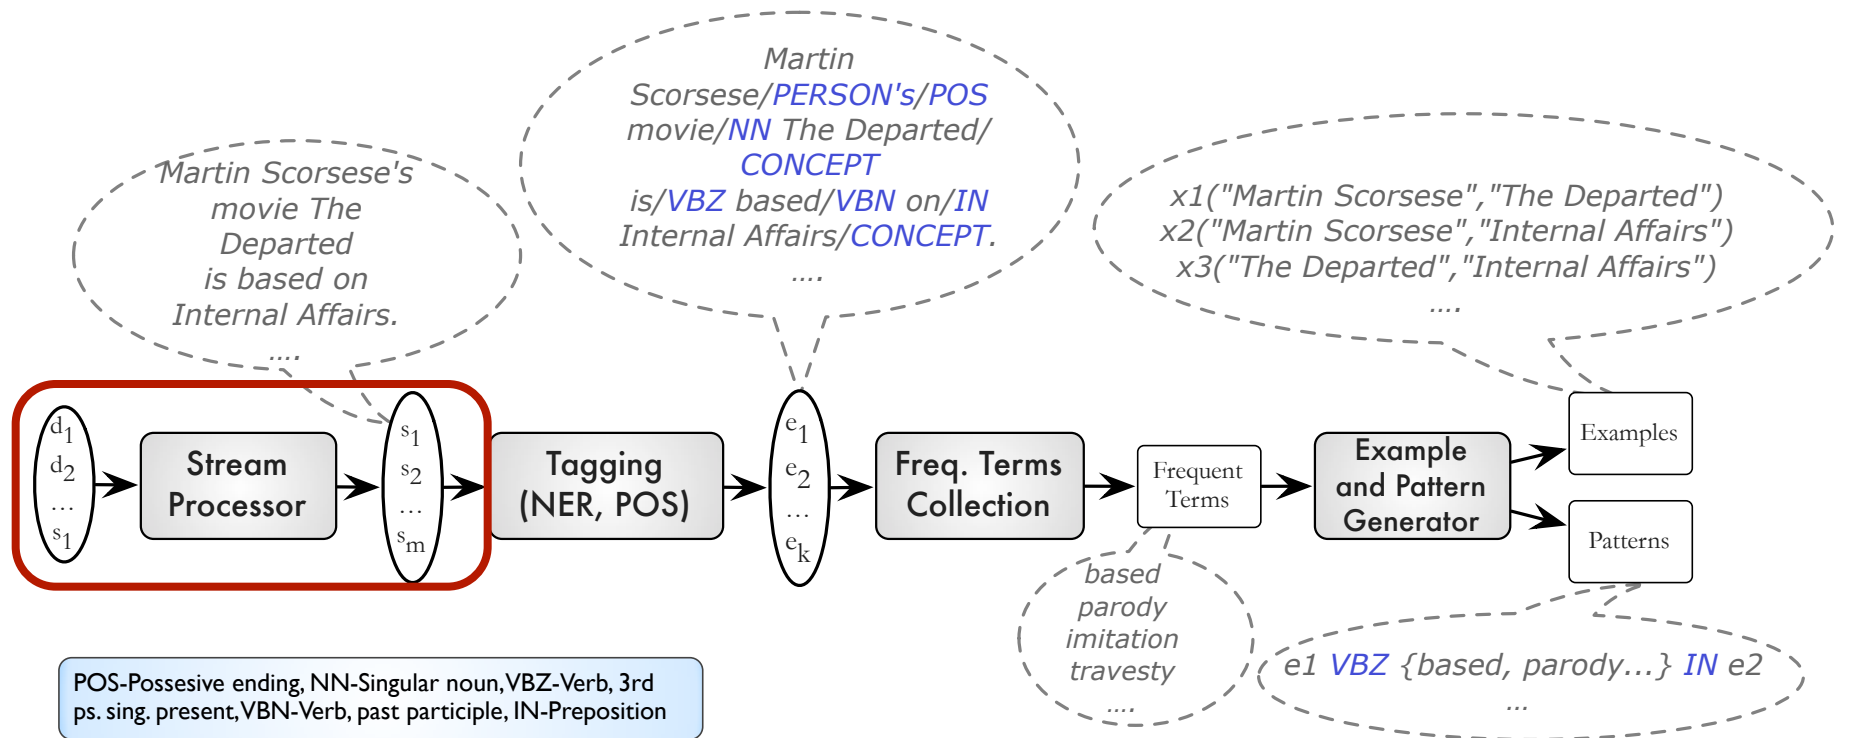 Martin
Scorsese/PERSON's/POS
movie/NN The Departed/
CONCEPT
is/VBZ based/VBN on/IN
Internal Affairs/CONCEPT.
....
Martin Scorsese's
movie The
Departed
is based on
Internal Affairs.
....
x1("Martin Scorsese","The Departed")
x2("Martin Scorsese","Internal Affairs")
x3("The Departed","Internal Affairs")
....
d1
d2
...
s1
Stream
Processor
s1
s2
...
sm
Tagging
(NER, POS)
e1
e2
...
ek
Freq. Terms
Collection
Frequent
Terms
Example
and Pattern
Generator
Examples
Patterns
based
parody
imitation
travesty
....
e1 VBZ {based, parody...} IN e2
...
POS-Possesive ending, NN-Singular noun, VBZ-Verb, 3rd
ps. sing. present, VBN-Verb, past participle, IN-Preposition